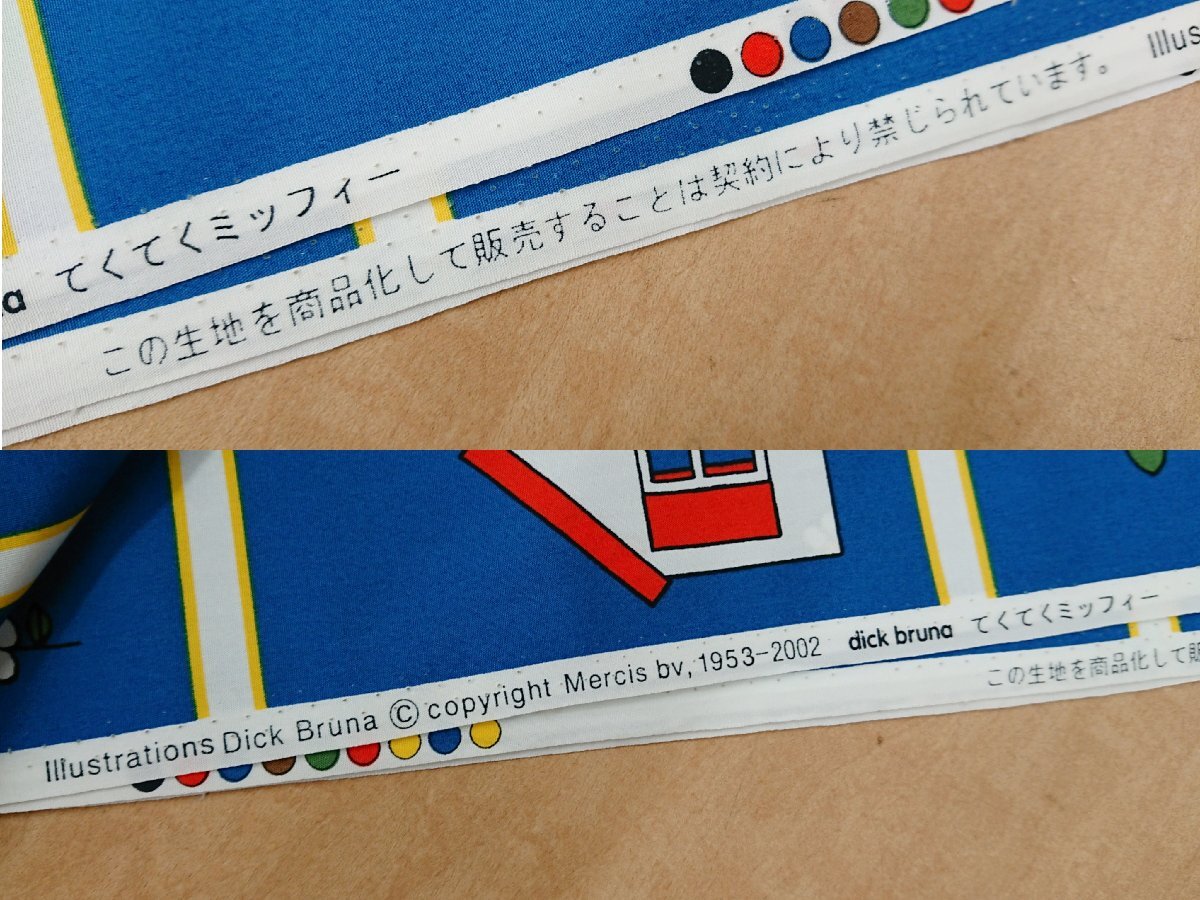 Illus
na てくてくミッフィー
この生地を商品化して販売することは契約により禁じられています。
Illustrations Dick Bruna © copyright Mercis bv, 1953-2002 dick bruna てくてくミッフィー
この生地を商品化して販